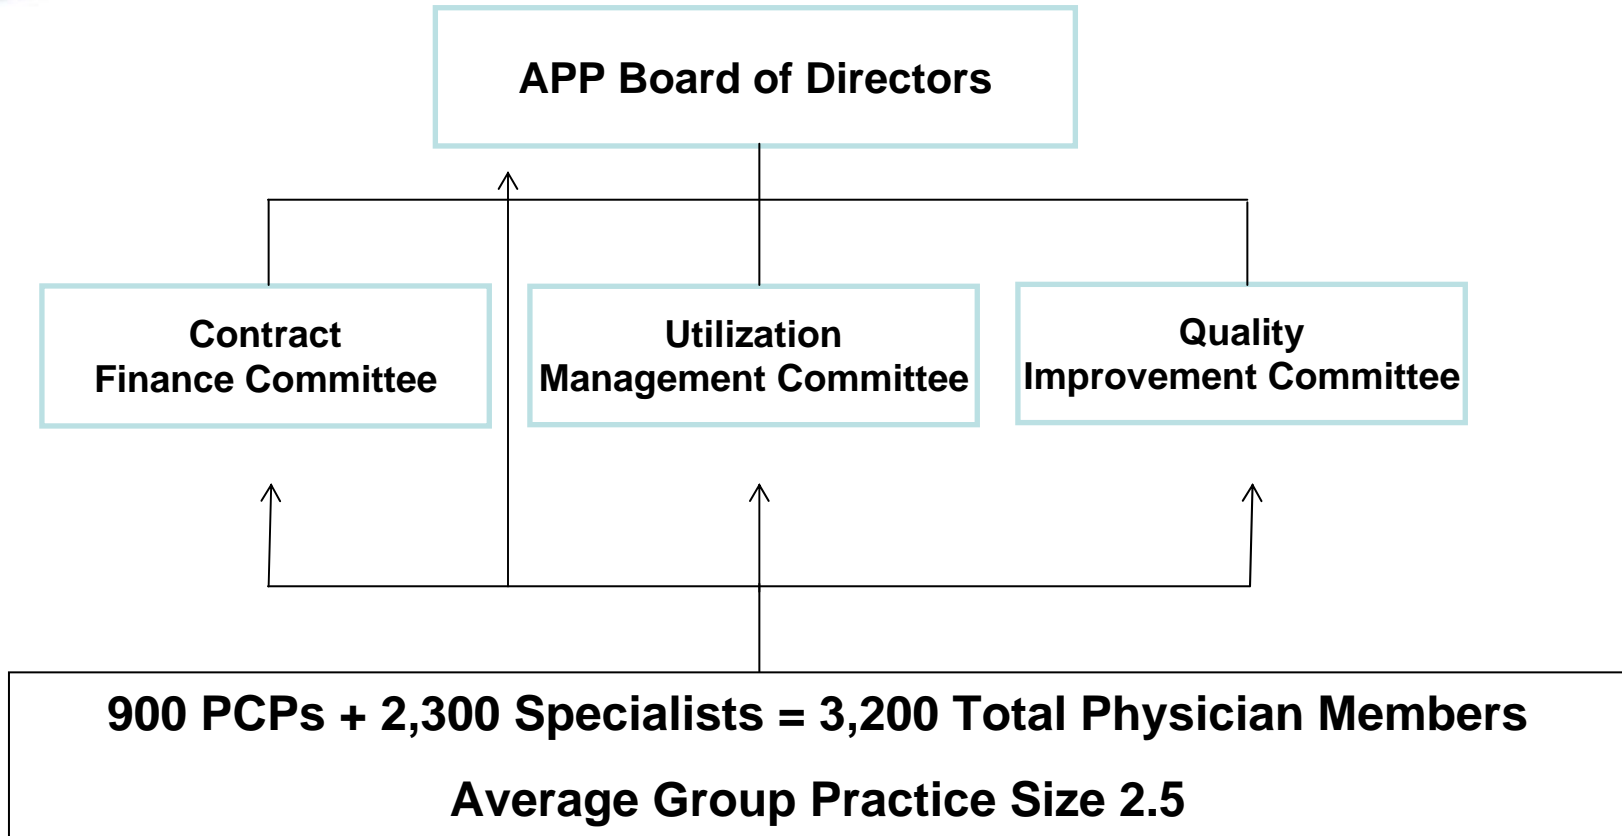 APP Board of Directors
Contract
Finance Committee
Utilization
Management Committee
Quality
Improvement Committee
900 PCPs + 2,300 Specialists = 3,200 Total Physician Members
Average Group Practice Size 2.5